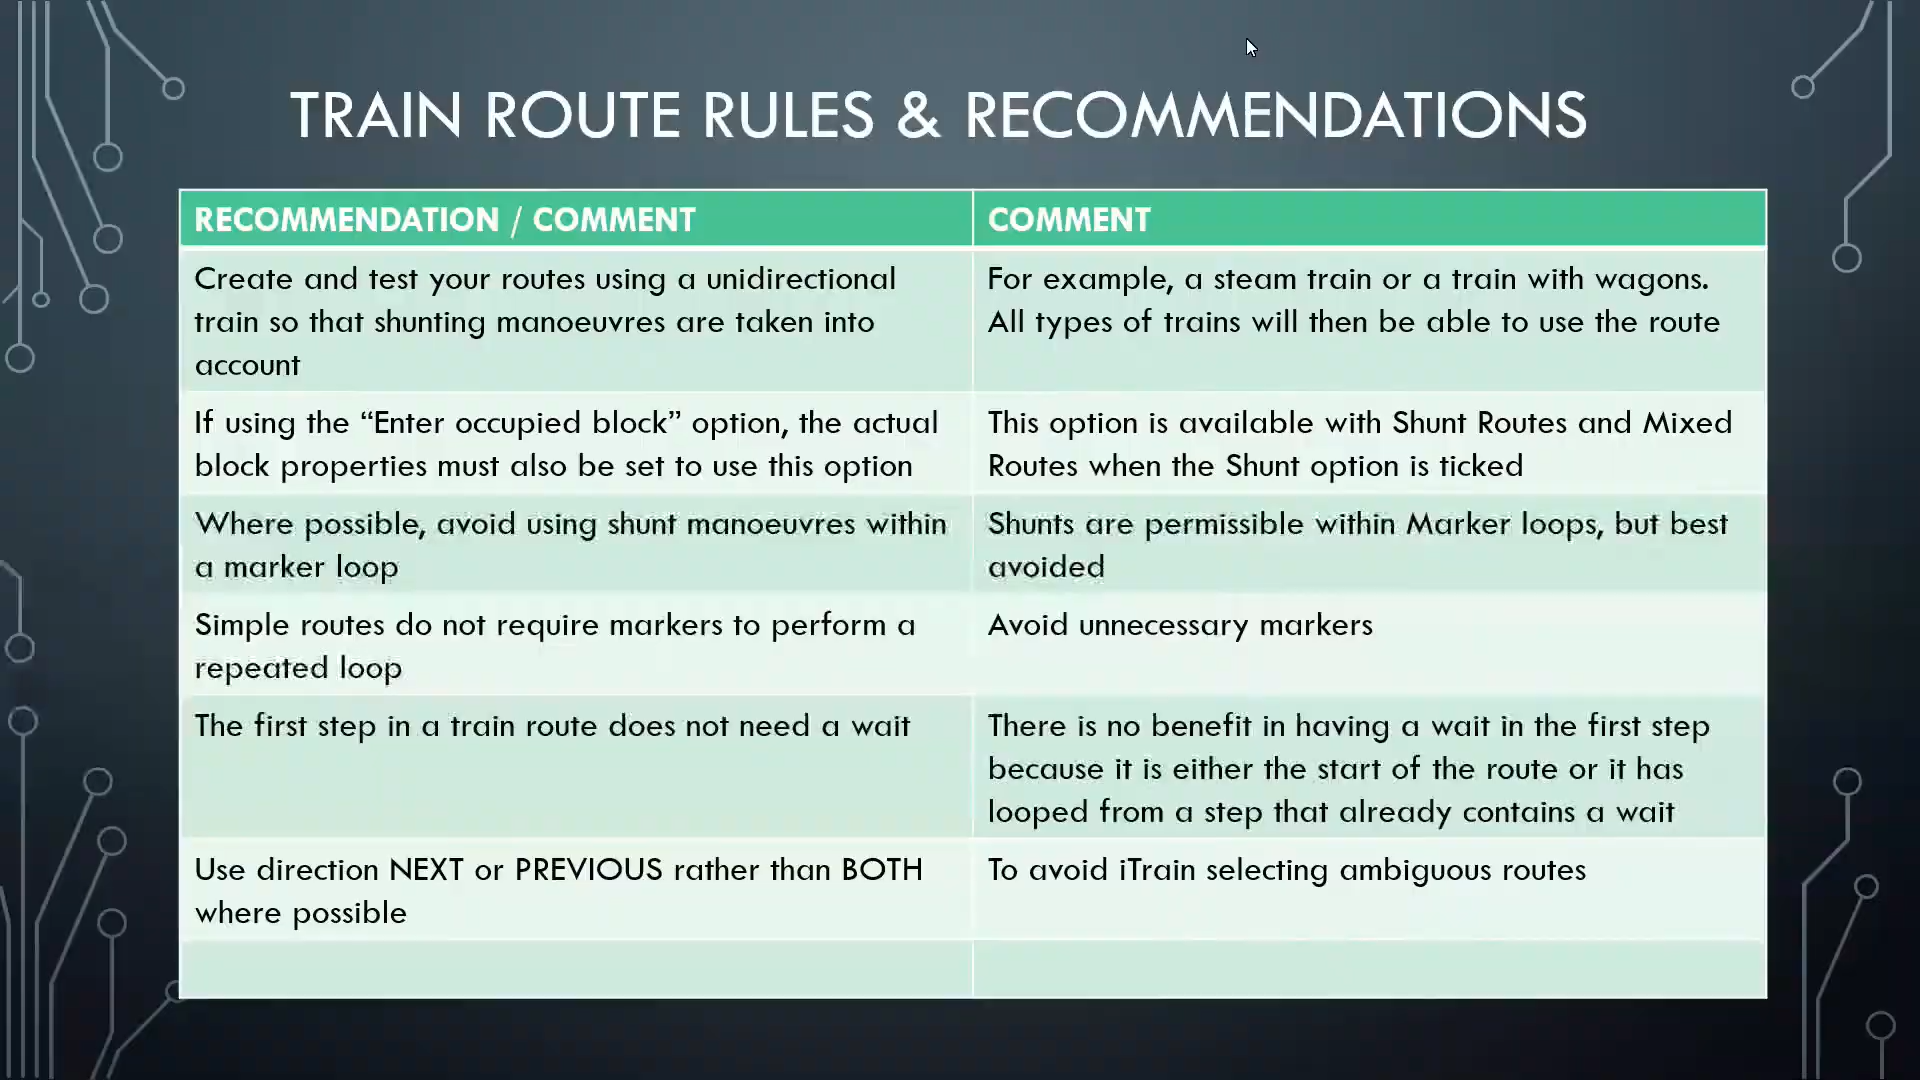 TRAIN ROUTE RULES & RECOMMENDATIONS
RECOMMENDATION / COMMENT
COMMENT
Create and test your routes using a unidirectional
train so that shunting manoeuvres are taken into
account
For example, a steam train or a train with wagons.
All types of trains will then be able to use the route
If using the “Enter occupied block” option, the actual
block properties must also be set to use this option
This option is available with Shunt Routes and Mixed
Routes when the Shunt option is ticked
Where possible, avoid using shunt manoeuvres within
a marker loop
Shunts are permissible within Marker loops, but best
avoided
Simple routes do not require markers to perform a
repeated loop
Avoid unnecessary markers
The first step in a train route does not need a wait
There is no benefit in having a wait in the first step
because it is either the start of the route or it has
looped from a step that already contains a wait
Use direction NEXT or PREVIOUS rather than BOTH
where possible
To avoid iTrain selecting ambiguous routes